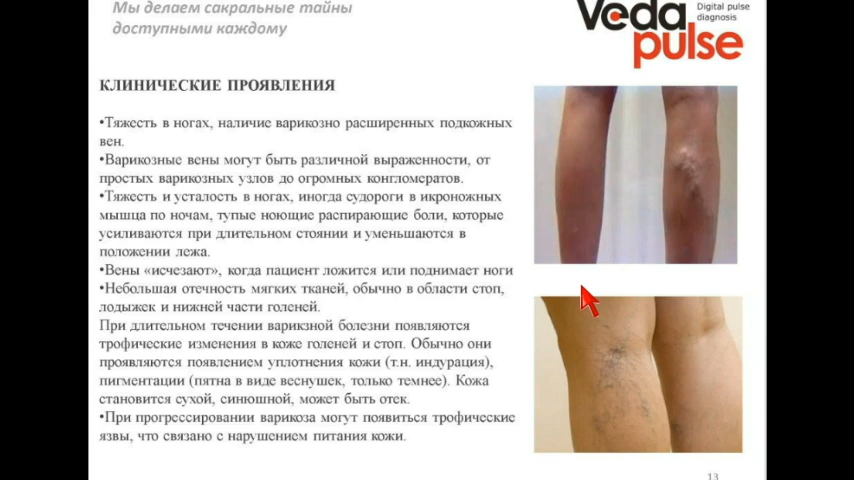 Мы делаем сакральные тайны
доступными каждому
Veda
pulse
Digital pulse
diagnosis
КЛИНИЧЕСКИЕ ПРОЯВЛЕНИЯ
•Тяжесть в ногах, наличие варикозно расширенных подкожных
вен.
•Варикозные вены могут быть различной выраженности, от
простых варикозных узлов до огромных конгломератов.
•Тяжесть и усталость в ногах, иногда судороги в икроножных
мышца по ночам, тупые ноющие распирающие боли, которые
усиливаются при длительном стоянии и уменьшаются в
положении лежа.
•Вены «исчезают», когда пациент ложится или поднимает ноги
•Небольшая отечность мягких тканей, обычно в области стоп,
лодыжек и нижней части голеней.
При длительном течении варикзной болезни появляются
трофические изменения в коже голеней и стоп. Обычно они
проявляются появлением уплотнения кожи (т.н. индурация),
пигментации (пятна в виде веснушек, только темнее). Кожа
становится сухой, синюшной, может быть отек.
•При прогрессировании варикоза могут появиться трофические
язвы, что связано с нарушением питания кожи.
13